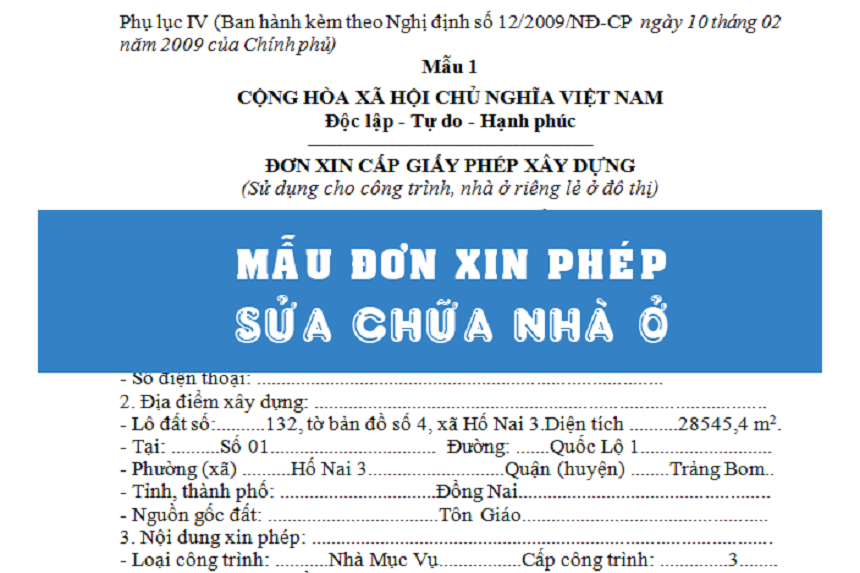 Phụ lục IV (Ban hành kèm theo Nghị định số 12/2009/NĐ-CP ngày 10 tháng 02
năm 2009 của Chính phủ)
Mẫu 1
CỘNG HÒA XÃ HỘI CHỦ NGHĨA VIỆT NAM
Độc lập - Tự do - Hạnh phúc
ĐƠN XIN CẤP GIẤY PHÉP XÂY DỰNG
(Sử dụng cho công trình, nhà ở riêng lẻ ở đô thị)
MẪU ĐƠN XIN PHÉP
SỬA CHỮA NHÀ Ở
- Số điện thoại: ..........................................................................
2. Địa điểm xây dựng: ..........................................................................................
- Lô đất số:..........132, tờ bản đồ số 4, xã Hố Nai 3.Diện tích ..........28545,4 m².
- Tại: ..........Số 01................................. Đường: ......Quốc Lộ 1..........................
- Phường (xã) ..........Hố Nai 3...........................Quận (huyện) ........Trảng Bom..
- Tỉnh, thành phố: ...............................Đồng Nai..................................................
- Nguồn gốc đất: ..................................Tôn Giáo.................................................
3. Nội dung xin phép: ..........................................................................................
- Loại công trình: ...........Nhà Mục Vụ................Cấp công trình: .............3........